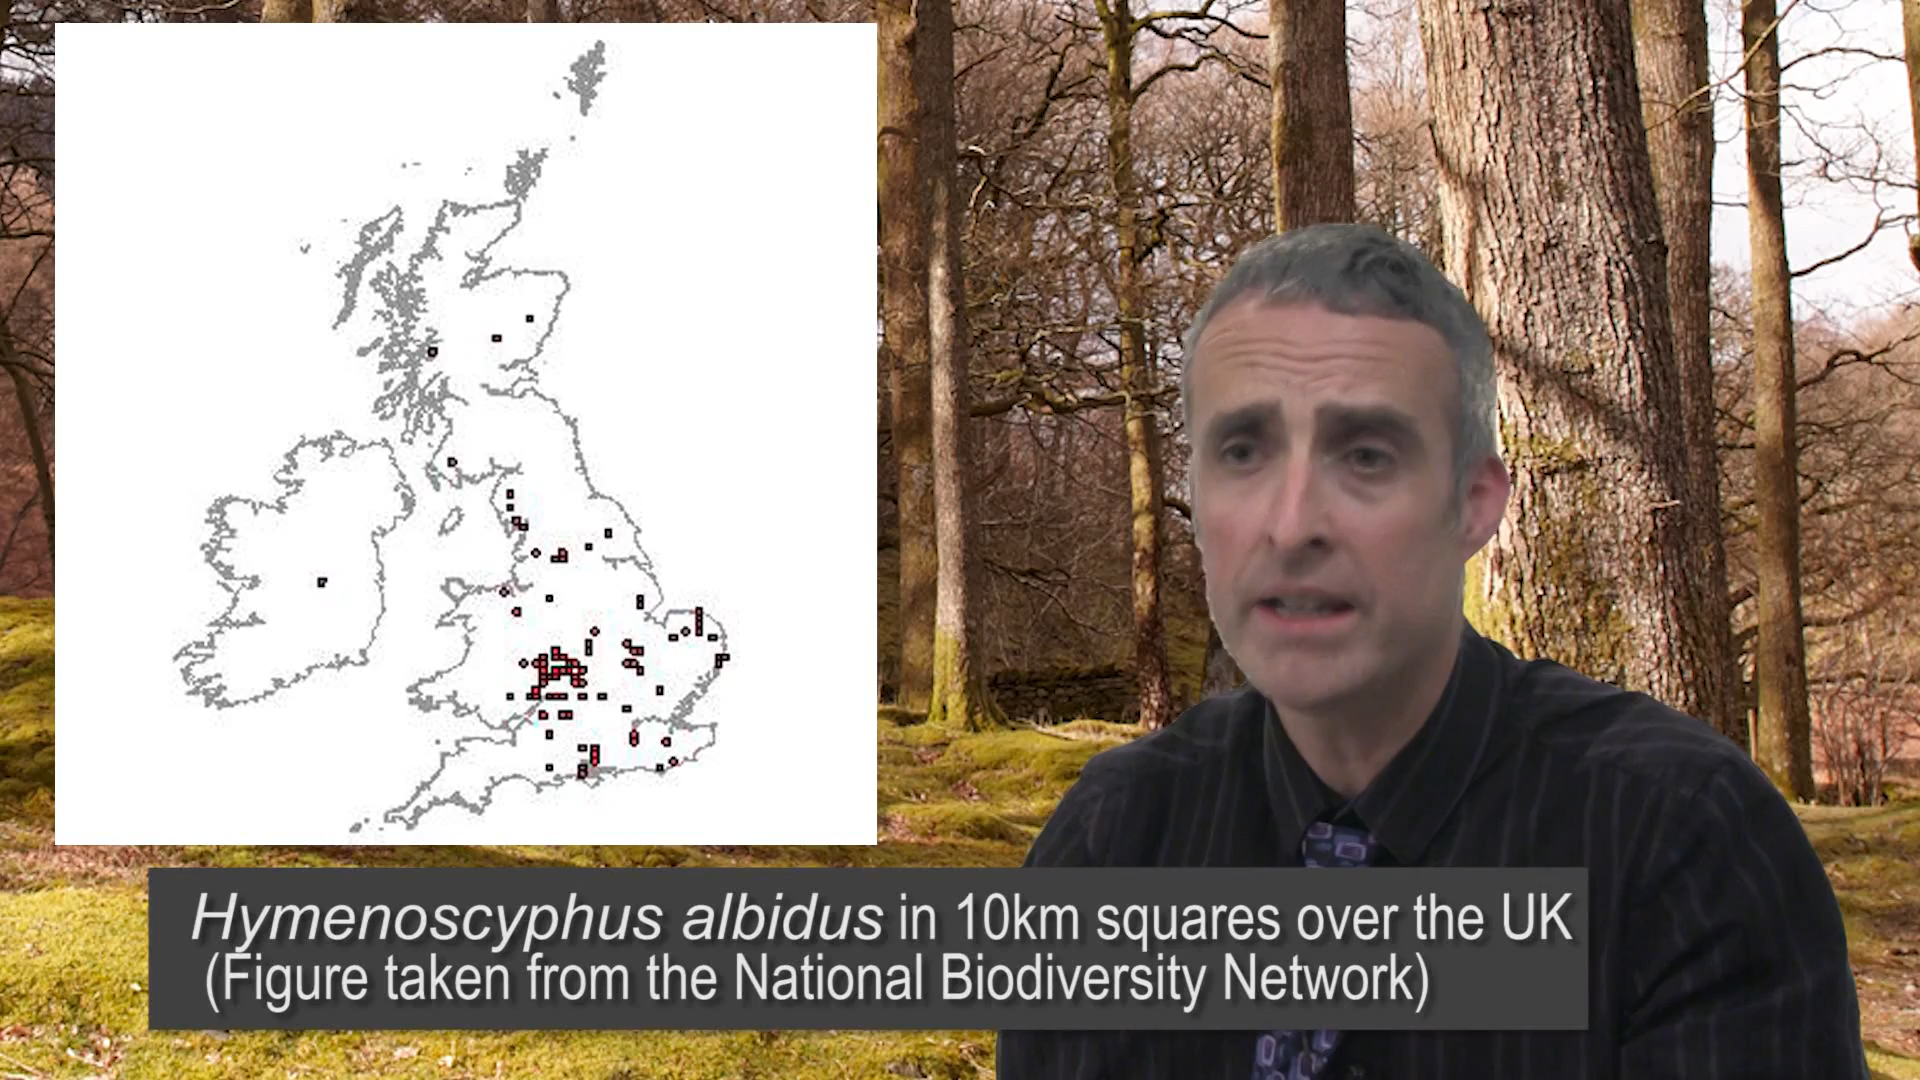 Hymenoscyphus albidus in 10km squares over the UK
(Figure taken from the National Biodiversity Network)